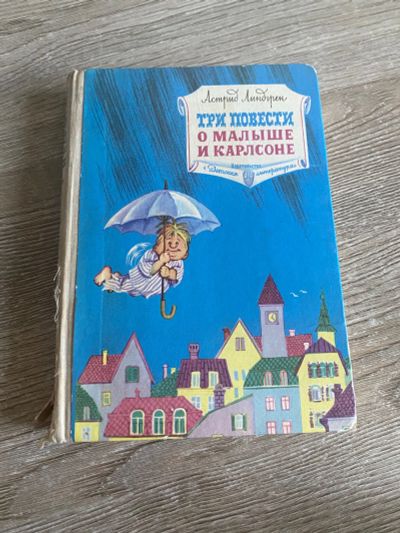 Астрид Линдгрен
ТРИ ПОВЕСТИ
О МАЛЫШЕ
И КАРЛСОНЕ
Издательство
«Детская литература»